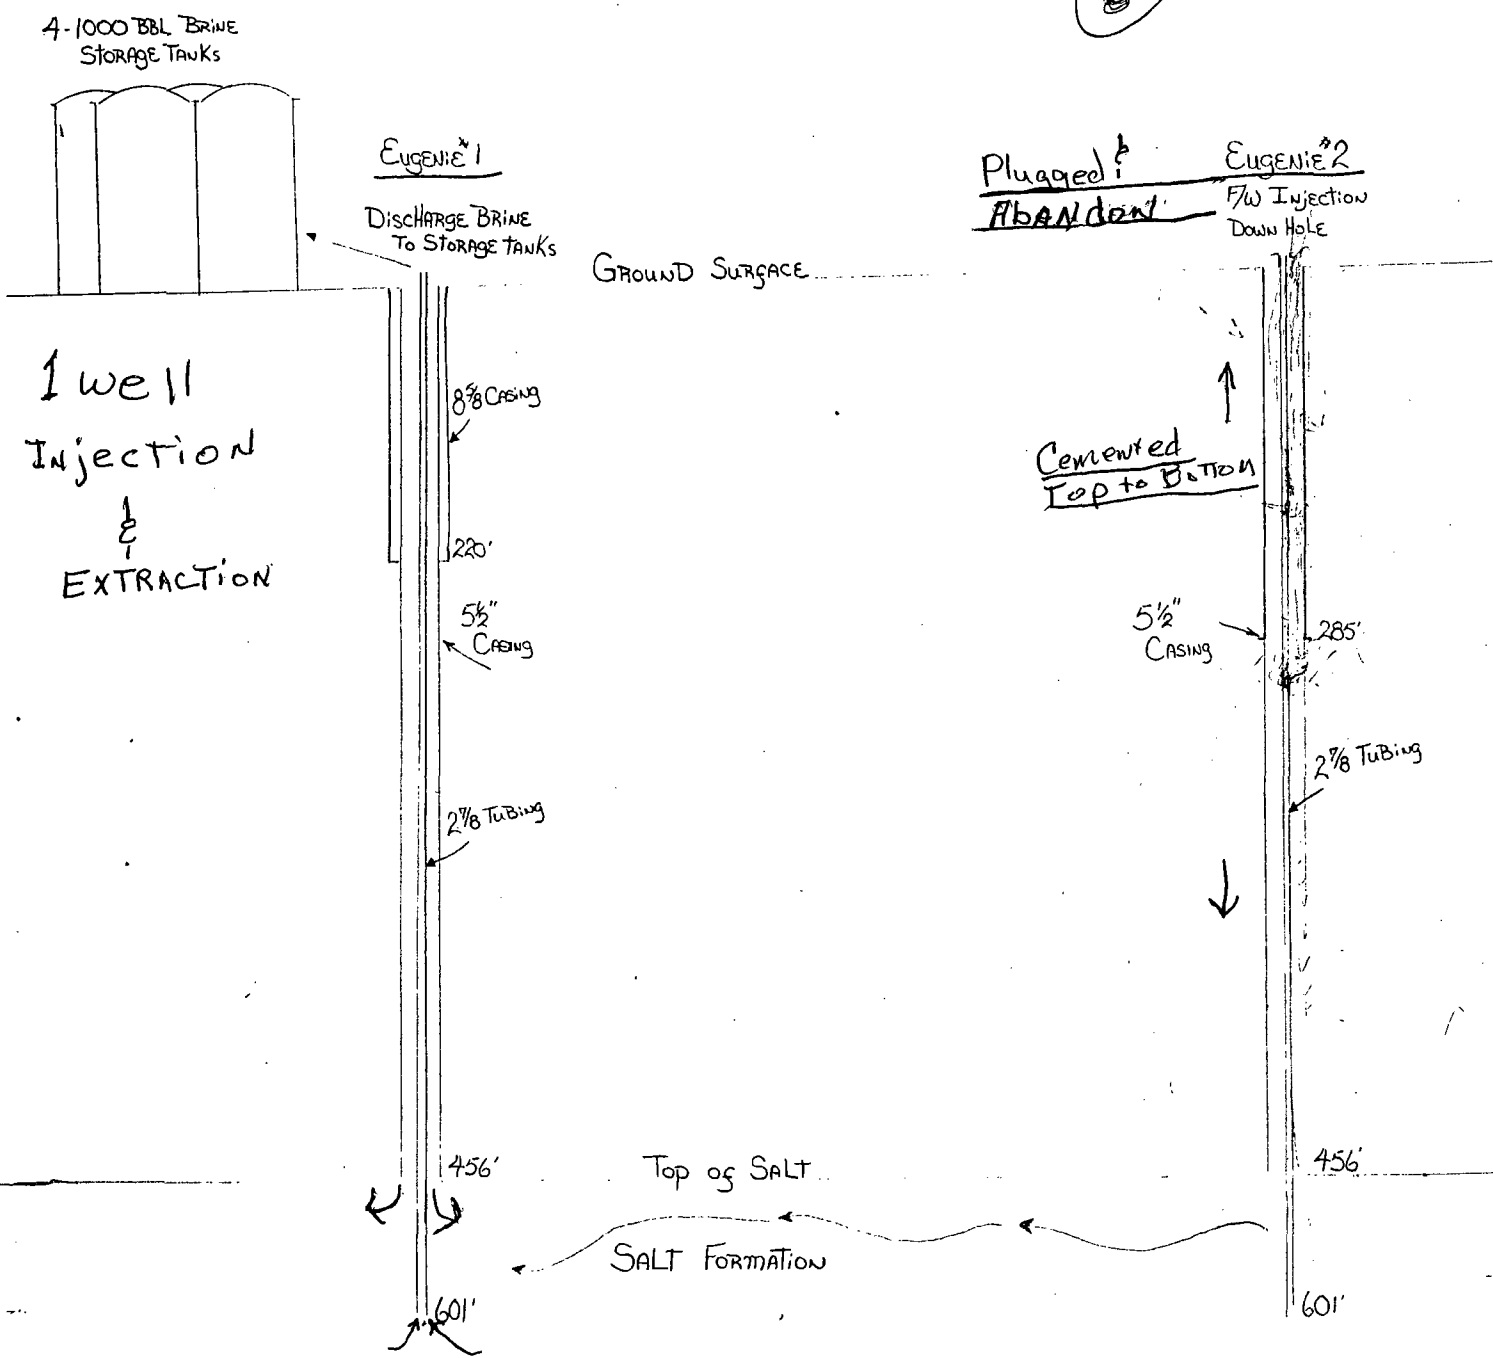 4-1000 BBL BRINE
STORAGE TANKS
EUGENIE #1
DISCHARGE BRINE
TO STORAGE TANKS
GROUND SURFACE
Plugged &
ABANDON
EUGENIE #2
F/W INJECTION
DOWN HOLE
1 well
INJECTION
&
EXTRACTION
8 5/8 CASING
220'
5 1/2"
CASING
2 7/8 TUBING
456'
601'
Cemented
Top to BOTTOM
5 1/2"
CASING
285'
2 7/8 TUBING
TOP of SALT
456'
SALT FORMATION
601'